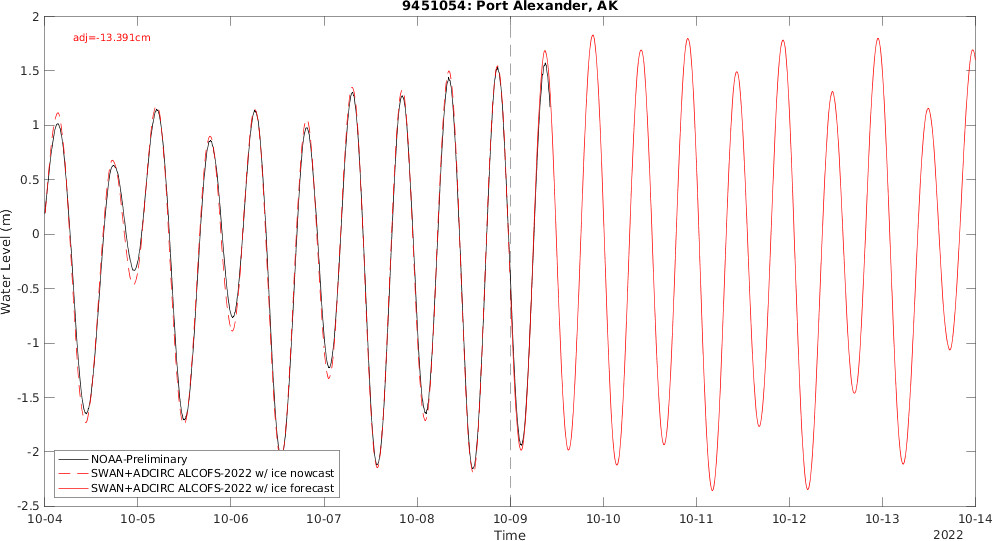 9451054: Port Alexander, AK
adj=-13.391cm
Water Level (m)
2
1.5
1
0.5
0
-0.5
-1
-1.5
-2
-2.5
NOAA-Preliminary
SWAN+ADCIRC ALCOFS-2022 w/ ice nowcast
SWAN+ADCIRC ALCOFS-2022 w/ ice forecast
10-04 10-05 10-06 10-07 10-08 10-09 10-10 10-11 10-12 10-13 10-14
Time
2022